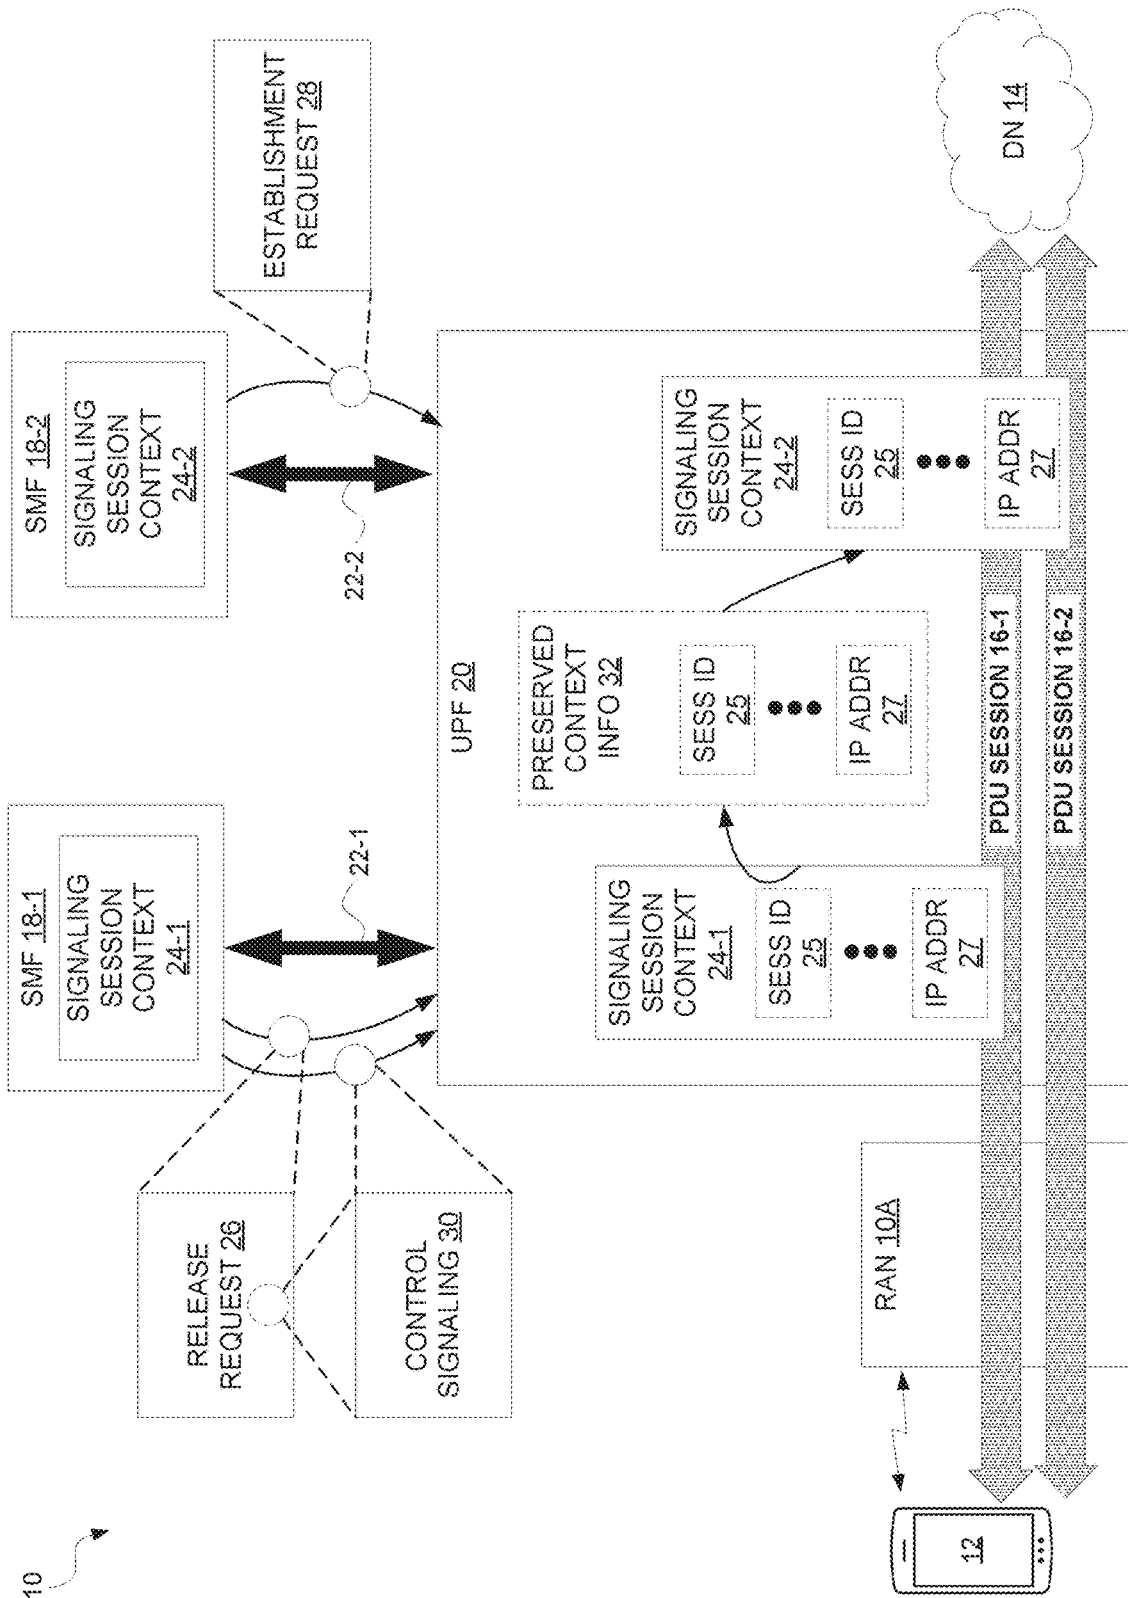 10
SMF 18-1
SIGNALING
SESSION
CONTEXT
24-1
SMF 18-2
SIGNALING
SESSION
CONTEXT
24-2
RELEASE
REQUEST 26
CONTROL
SIGNALING 30
22-1
22-2
ESTABLISHMENT
REQUEST 28
UPF 20
SIGNALING
SESSION
CONTEXT
24-1
SESS ID
25
IP ADDR
27
PRESERVED
CONTEXT
INFO 32
SESS ID
25
IP ADDR
27
SIGNALING
SESSION
CONTEXT
24-2
SESS ID
25
IP ADDR
27
RAN 10A
12
PDU SESSION 16-1
PDU SESSION 16-2
DN 14